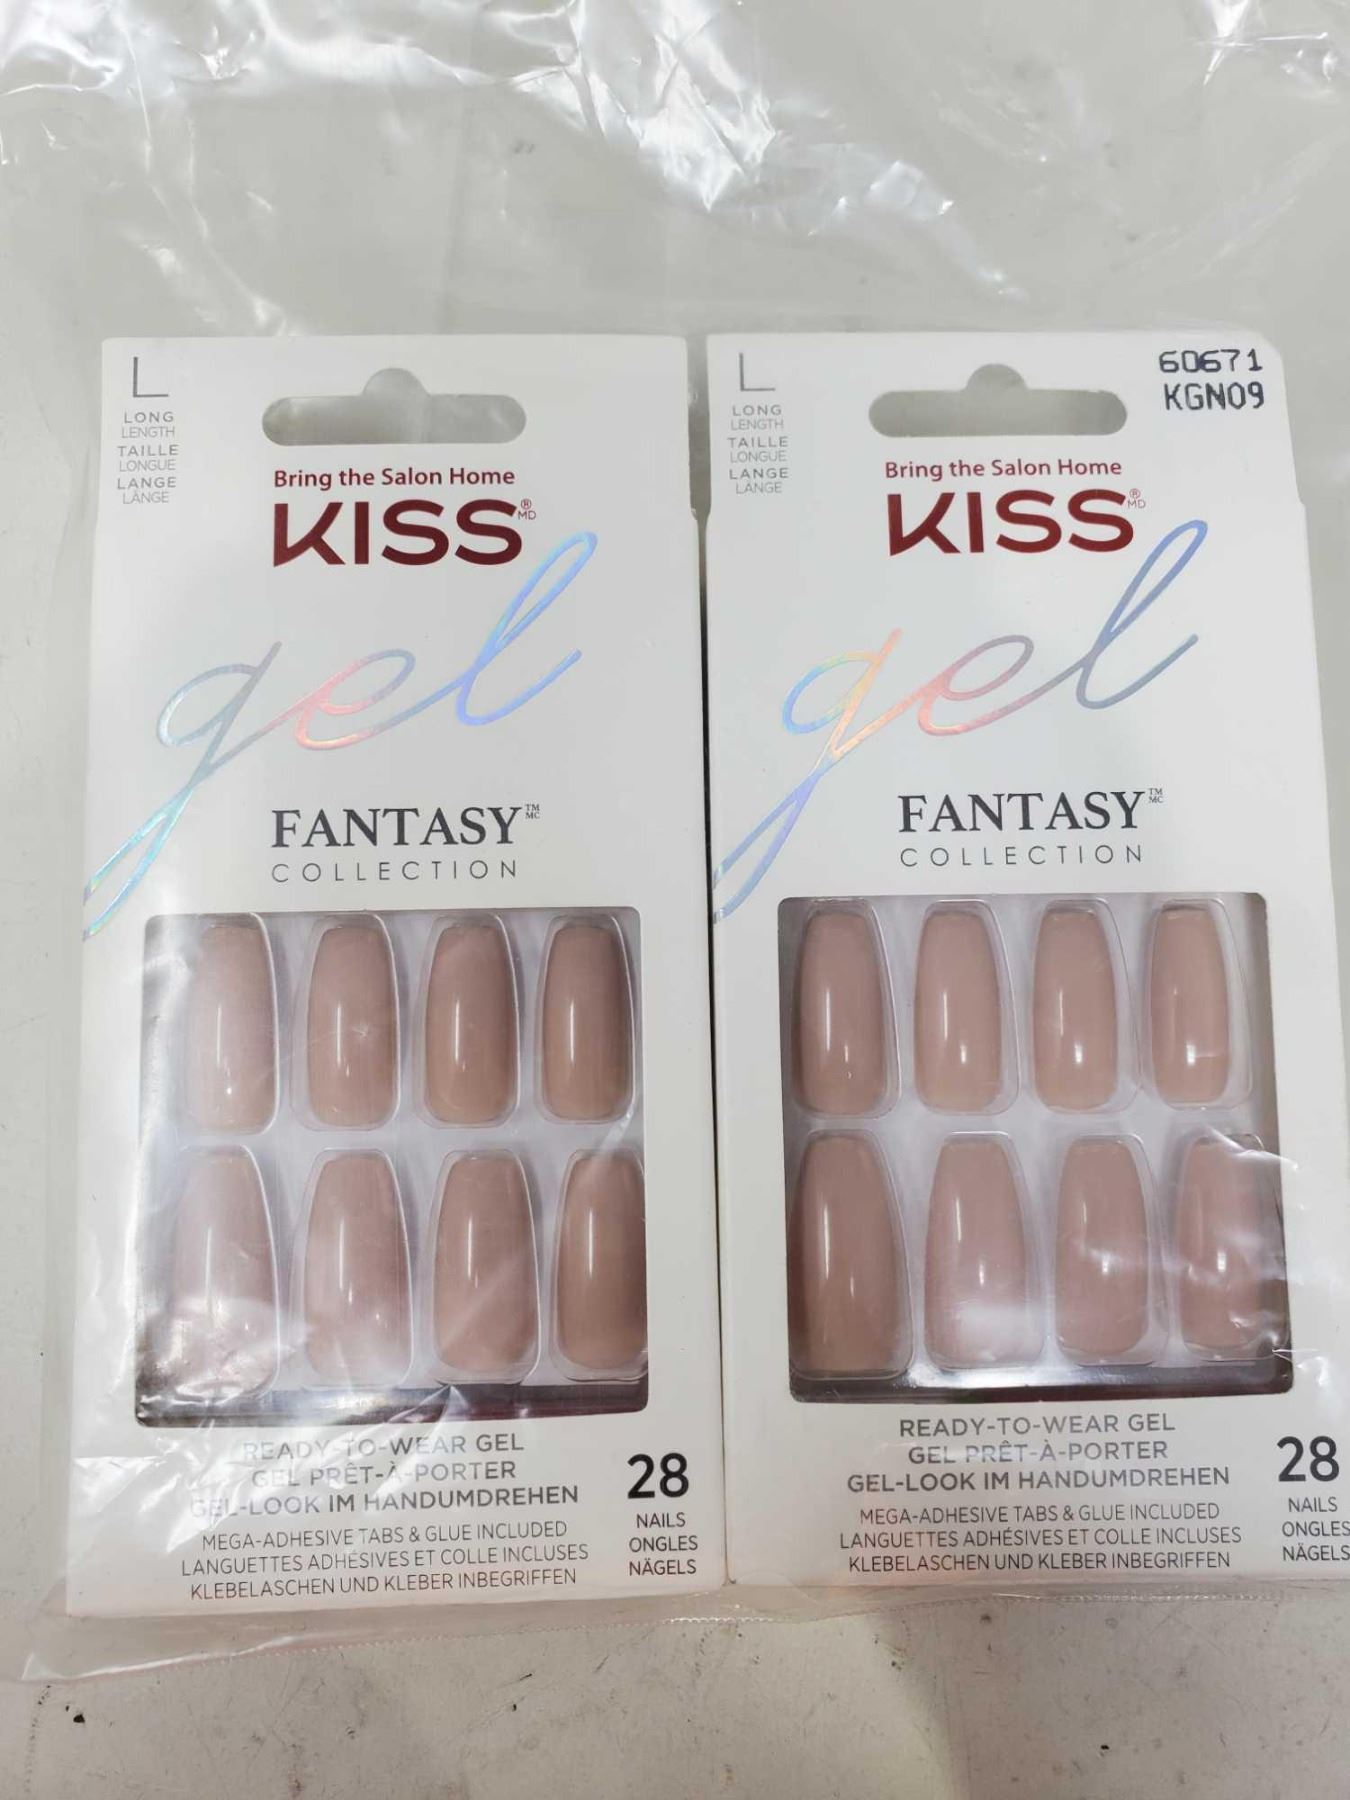 L
LONG
LENGTH
TAILLE
LONGUE
LANGE
LÄNGE
Bring the Salon Home
KISS®MD
gel
FANTASY™MC
COLLECTION
READY-TO-WEAR GEL
GEL PRÊT-À-PORTER
GEL-LOOK IM HANDUMDREHEN
MEGA-ADHESIVE TABS & GLUE INCLUDED
LANGUETTES ADHÉSIVES ET COLLE INCLUSES
KLEBELASCHEN UND KLEBER INBEGRIFFEN
28
NAILS
ONGLES
NÄGELS
L
LONG
LENGTH
TAILLE
LONGUE
LANGE
LÄNGE
60671
KGN09
Bring the Salon Home
KISS®MD
gel
FANTASY™MC
COLLECTION
READY-TO-WEAR GEL
GEL PRÊT-À-PORTER
GEL-LOOK IM HANDUMDREHEN
MEGA-ADHESIVE TABS & GLUE INCLUDED
LANGUETTES ADHÉSIVES ET COLLE INCLUSES
KLEBELASCHEN UND KLEBER INBEGRIFFEN
28
NAILS
ONGLES
NÄGELS